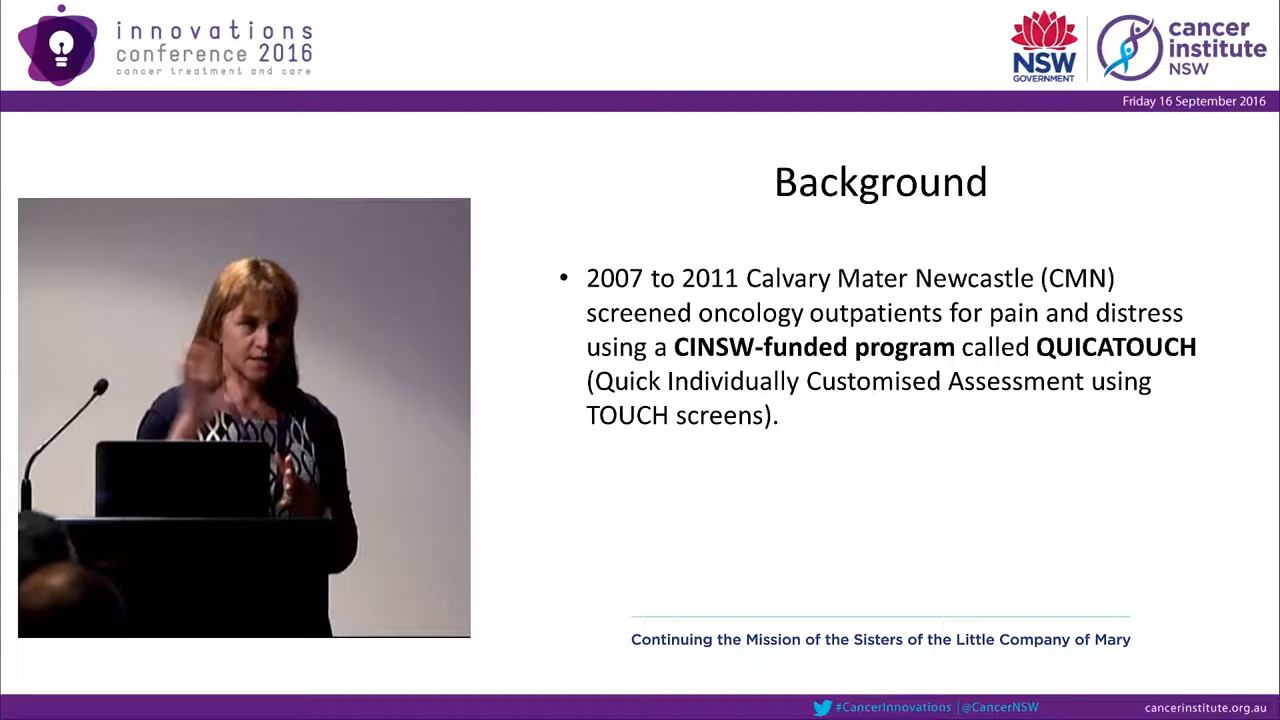 innovations
conference 2016
cancer treatment and care
NSW
GOVERNMENT
cancer
institute
NSW
Friday 16 September 2016
Background
• 2007 to 2011 Calvary Mater Newcastle (CMN)
screened oncology outpatients for pain and distress
using a CINSW-funded program called QUICATOUCH
(Quick Individually Customised Assessment using
TOUCH screens).
Continuing the Mission of the Sisters of the Little Company of Mary
#CancerInnovations | @CancerNSW
cancerinstitute.org.au